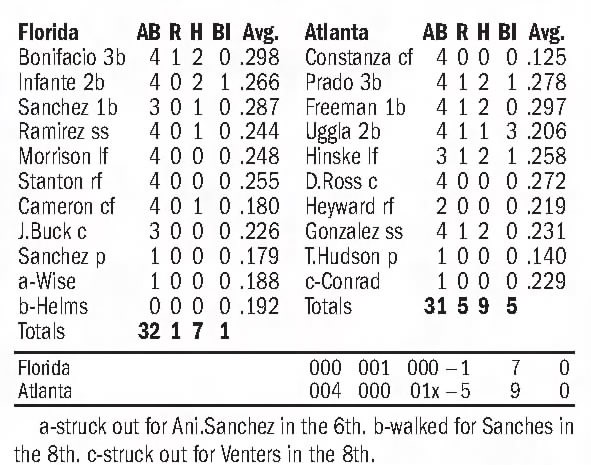 Florida AB R H BI Avg.
Bonifacio 3b 4 1 2 0 .298
Infante 2b 4 0 2 1 .266
Sanchez 1b 3 0 1 0 .287
Ramirez ss 4 0 1 0 .244
Morrison lf 4 0 0 0 .248
Stanton rf 4 0 0 0 .255
Cameron cf 4 0 1 0 .180
J.Buck c 3 0 0 0 .226
Sanchez p 1 0 0 0 .179
a-Wise 1 0 0 0 .188
b-Helms 0 0 0 0 .192
Totals 32 1 7 1
Atlanta AB R H BI Avg.
Constanza cf 4 0 0 0 .125
Prado 3b 4 1 2 1 .278
Freeman 1b 4 1 2 0 .297
Uggla 2b 4 1 1 3 .206
Hinske lf 3 1 2 1 .258
D.Ross c 4 0 0 0 .272
Heyward rf 2 0 0 0 .219
Gonzalez ss 4 1 2 0 .231
T.Hudson p 1 0 0 0 .140
c-Conrad 1 0 0 0 .229
Totals 31 5 9 5
Florida 000 001 000 – 1 7 0
Atlanta 004 000 01x – 5 9 0
a-struck out for Ani.Sanchez in the 6th. b-walked for Sanches in
the 8th. c-struck out for Venters in the 8th.